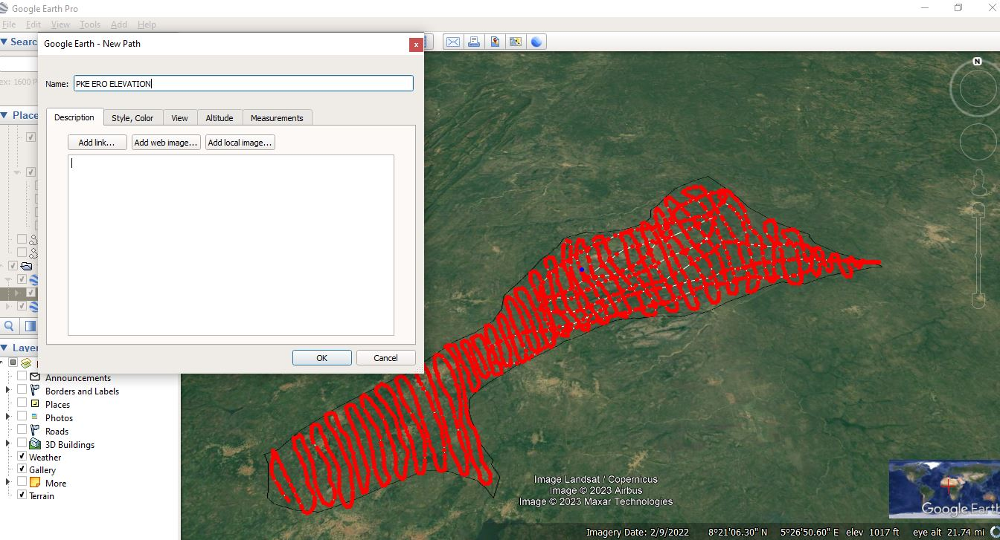 Google Earth Pro
File Edit View Tools Add Help
Searc
Google Earth - New Path
x
ex: 1600 P
Name: PKE ERO ELEVATION
Place
Description Style, Color View Altitude Measurements
Add link... Add web image... Add local image...
OK Cancel
Layer
Announcements
Borders and Labels
Places
Photos
Roads
3D Buildings
Weather
Gallery
More
Terrain
N
Image Landsat / Copernicus
Image © 2023 Airbus
Image © 2023 Maxar Technologies
Google Earth
Imagery Date: 2/9/2022 8°21'06.30" N 5°26'50.60" E elev 1017 ft eye alt 21.74 mi